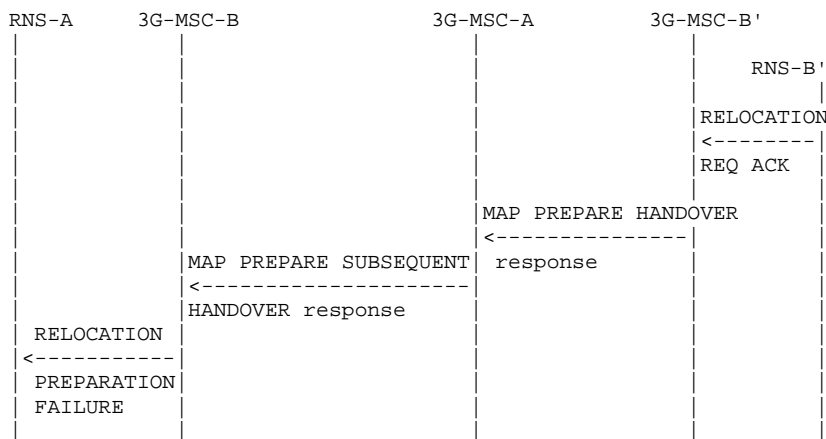 RNS-A 3G-MSC-B 3G-MSC-A 3G-MSC-B'
RNS-B'
RELOCATION
REQ ACK
MAP PREPARE HANDOVER
MAP PREPARE SUBSEQUENT response
HANDOVER response
RELOCATION
PREPARATION
FAILURE